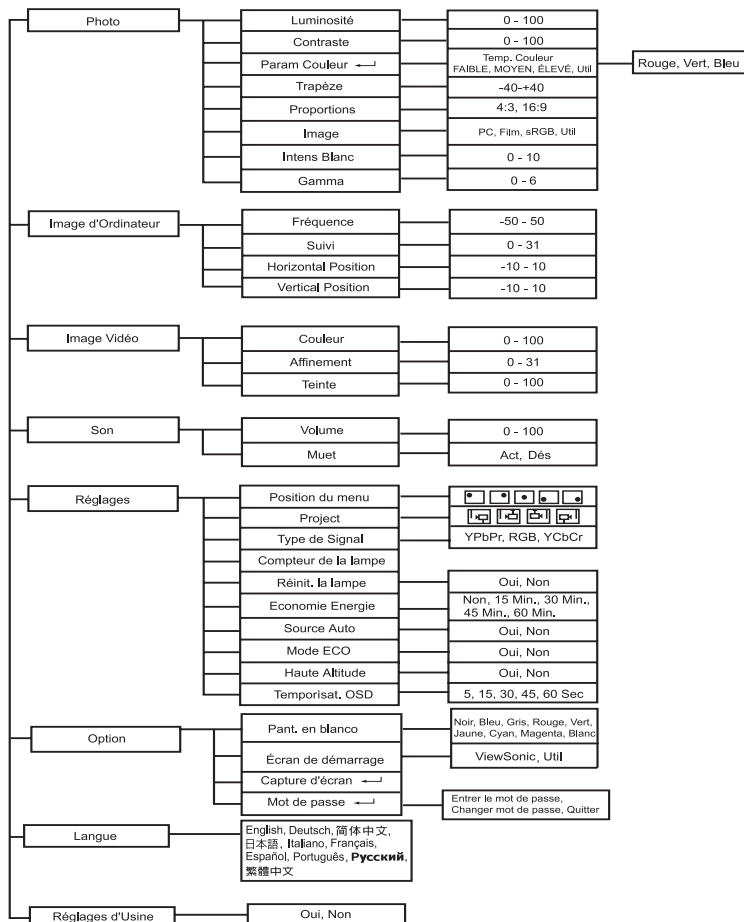 Photo
Luminosité
0 - 100
Contraste
0 - 100
Param Couleur
Temp. Couleur
FAIBLE, MOYEN, ÉLEVÉ, Util
Rouge, Vert, Bleu
Trapèze
-40-+40
Proportions
4:3, 16:9
Image
PC, Film, sRGB, Util
Intens Blanc
0 - 10
Gamma
0 - 6
Image d'Ordinateur
Fréquence
-50 - 50
Suivi
0 - 31
Horizontal Position
-10 - 10
Vertical Position
-10 - 10
Image Vidéo
Couleur
0 - 100
Affinement
0 - 31
Teinte
0 - 100
Son
Volume
0 - 100
Muet
Act, Dés
Réglages
Position du menu
Project
Type de Signal
YPbPr, RGB, YCbCr
Compteur de la lampe
Réinit. la lampe
Oui, Non
Economie Energie
Non, 15 Min., 30 Min.,
45 Min., 60 Min.
Source Auto
Oui, Non
Mode ECO
Oui, Non
Haute Altitude
Oui, Non
Temporisat. OSD
5, 15, 30, 45, 60 Sec
Option
Pant. en blanco
Noir, Bleu, Gris, Rouge, Vert,
Jaune, Cyan, Magenta, Blanc
Écran de démarrage
ViewSonic, Util
Capture d'écran
Mot de passe
Entrer le mot de passe,
Changer mot de passe, Quitter
Langue
English, Deutsch, 简体中文,
日本語, Italiano, Français,
Español, Português, Русский,
繁體中文
Réglages d'Usine
Oui, Non